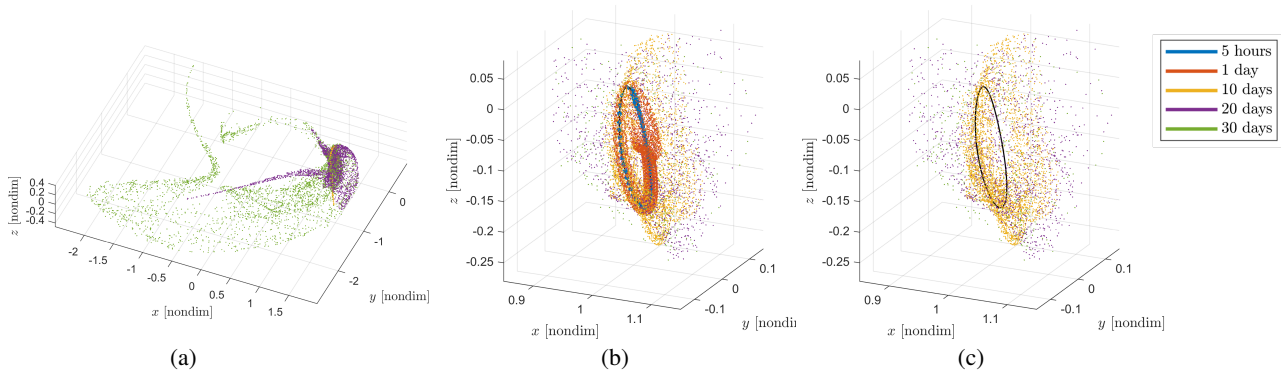 0.4
0.2
0
-0.2
-0.4
z [nondim]
-2
-1.5
-1
-0.5
0
0.5
1
1.5
x [nondim]
0
-1
-2
y [nondim]
(a)
0.05
0
-0.05
-0.1
-0.15
-0.2
-0.25
z [nondim]
0.9
1
1.1
x [nondim]
0.1
0
-0.1
y [nondim
(b)
0.05
0
-0.05
-0.1
-0.15
-0.2
-0.25
z [nondim]
0.9
1
1.1
x [nondim]
0.1
0
-0.1
y [nondim]
(c)
5 hours
1 day
10 days
20 days
30 days